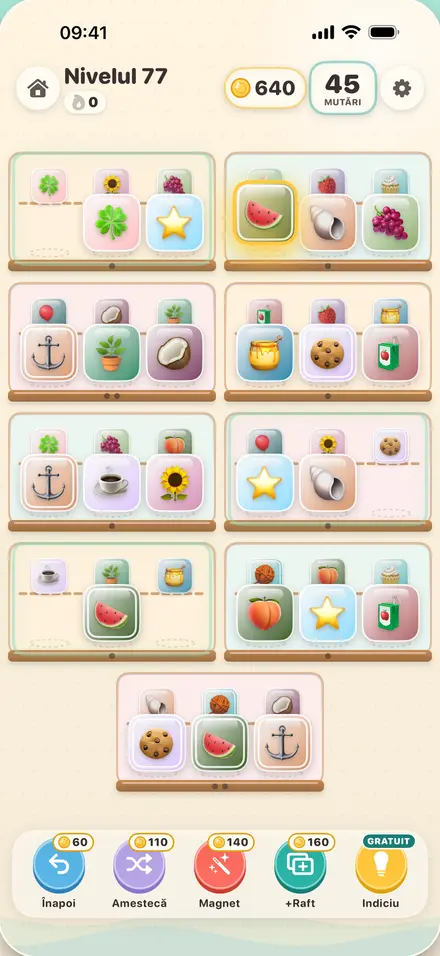 09:41
Nivelul 77
0
640
45
MUTĂRI
60
110
140
160
GRATUIT
Înapoi
Amestecă
Magnet
+Raft
Indiciu